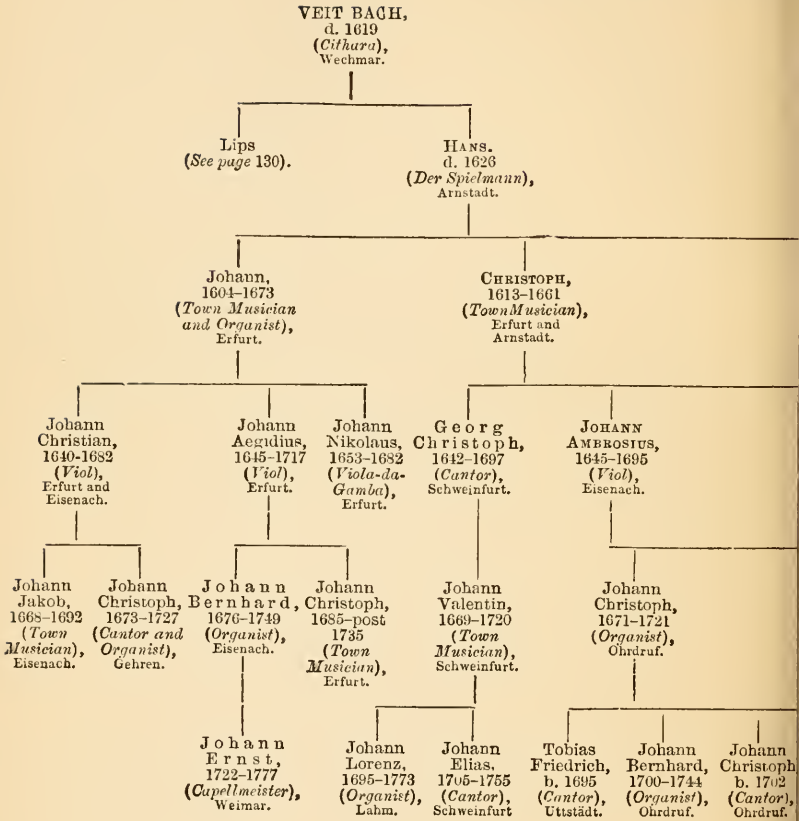 VEIT BACH,
d. 1619
(Cithara),
Wechmar.
Lips
(See page 130).
HANS.
d. 1626
(Der Spielmann),
Arnstadt.
Johann,
1604–1673
(Town Musician
and Organist),
Erfurt.
CHRISTOPH,
1613–1661
(Town Musician),
Erfurt and
Arnstadt.
Johann
Christian,
1640-1682
(Viol),
Erfurt and
Eisenach.
Johann
Aegidius,
1645-1717
(Viol),
Erfurt.
Johann
Nikolaus,
1653–1682
(Viola-da-
Gamba),
Erfurt.
Georg
Christoph,
1642–1697
(Cantor),
Schweinfurt.
JOHANN
AMBROSIUS,
1645-1695
(Viol),
Eisenach.
Johann
Jakob,
1668–1692
(Town
Musician),
Eisenach.
Johann
Christoph,
1673–1727
(Cantor and
Organist),
Gehren.
Johann
Bernhard,
1676–1749
(Organist),
Eisenach.
Johann
Christoph,
1685–post
1735
(Town
Musician),
Erfurt.
Johann
Valentin,
1669–1720
(Town
Musician),
Schweinfurt.
Johann
Christoph,
1671–1721
(Organist),
Ohrdruf.
Johann
Ernst,
1722–1777
(Capellmeister),
Weimar.
Johann
Lorenz,
1695–1773
(Organist),
Lahm.
Johann
Elias,
1705–1755
(Cantor),
Schweinfurt
Tobias
Friedrich,
b. 1695
(Cantor),
Uttstädt.
Johann
Bernhard,
1700–1744
(Organist),
Ohrdruf.
Johann
Christoph
b. 1702
(Cantor),
Ohrdruf.